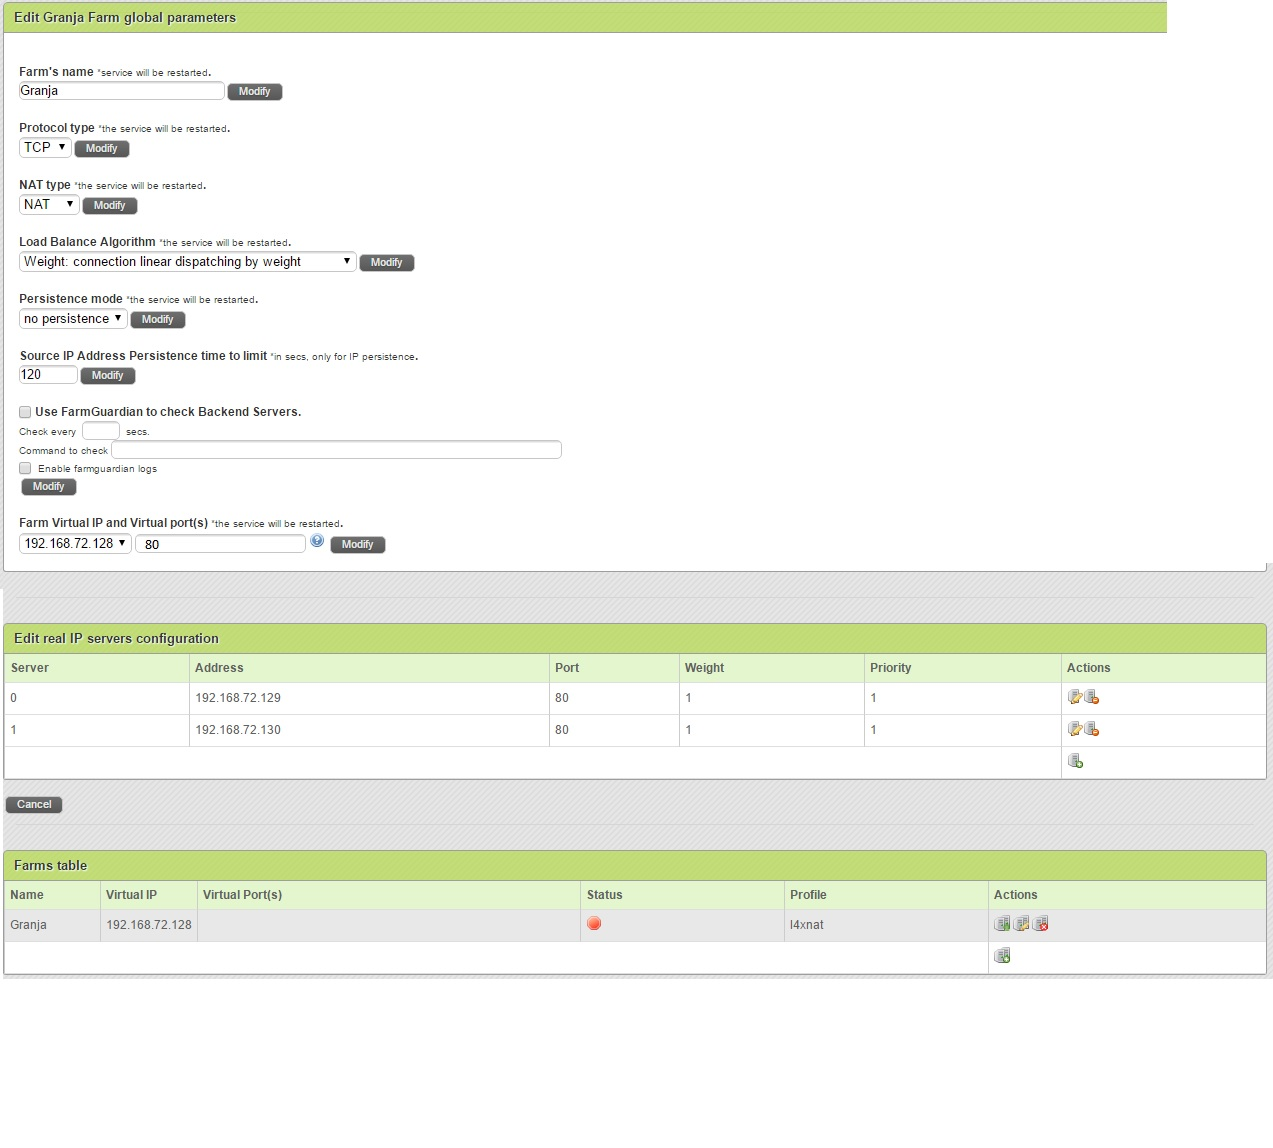 Edit Granja Farm global parameters
Farm's name *service will be restarted.
Granja Modify
Protocol type *the service will be restarted.
TCP Modify
NAT type *the service will be restarted.
NAT Modify
Load Balance Algorithm *the service will be restarted.
Weight: connection linear dispatching by weight Modify
Persistence mode *the service will be restarted.
no persistence Modify
Source IP Address Persistence time to limit *in secs, only for IP persistence.
120 Modify
Use FarmGuardian to check Backend Servers.
Check every secs.
Command to check
Enable farmguardian logs
Modify
Farm Virtual IP and Virtual port(s) *the service will be restarted.
192.168.72.128 80 ? Modify
Edit real IP servers configuration
Server Address Port Weight Priority Actions
0 192.168.72.129 80 1 1
1 192.168.72.130 80 1 1
Cancel
Farms table
Name Virtual IP Virtual Port(s) Status Profile Actions
Granja 192.168.72.128 l4xnat